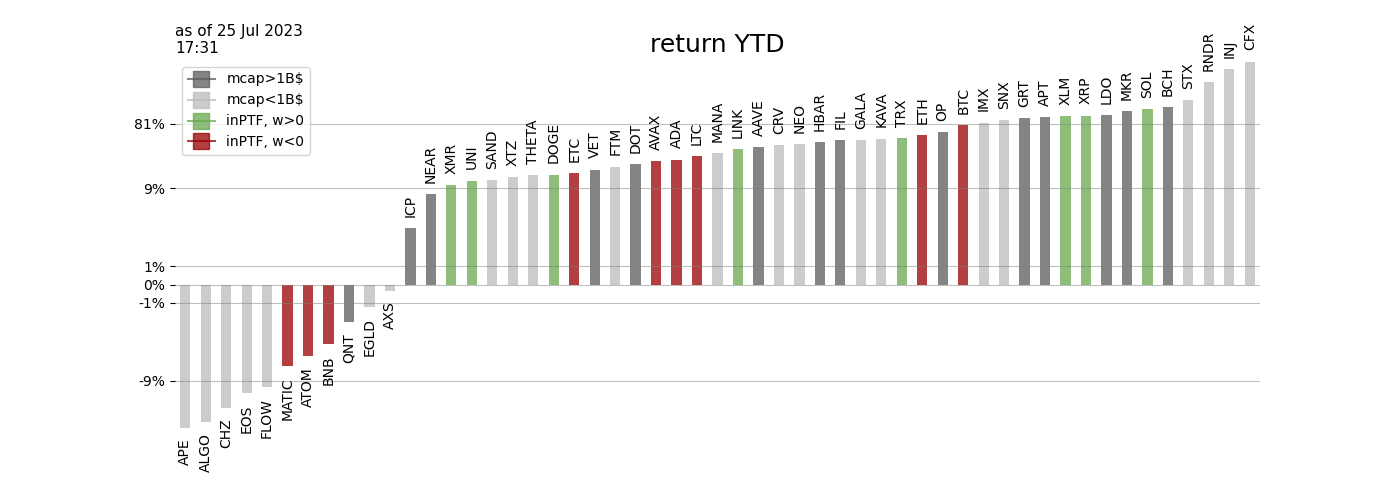 as of 25 Jul 2023
17:31
return YTD
mcap>1B$
mcap<1B$
inPTF, w>0
inPTF, w<0
81%
9%
1%
0%
-1%
-9%
APE
ALGO
CHZ
EOS
FLOW
MATIC
ATOM
BNB
QNT
EGLD
AXS
ICP
NEAR
XMR
UNI
SAND
XTZ
THETA
DOGE
ETC
VET
FTM
DOT
AVAX
ADA
LTC
MANA
LINK
AAVE
CRV
NEO
HBAR
FIL
GALA
KAVA
TRX
ETH
OP
BTC
IMX
SNX
GRT
APT
XLM
XRP
LDO
MKR
SOL
BCH
STX
RNDR
INJ
CFX